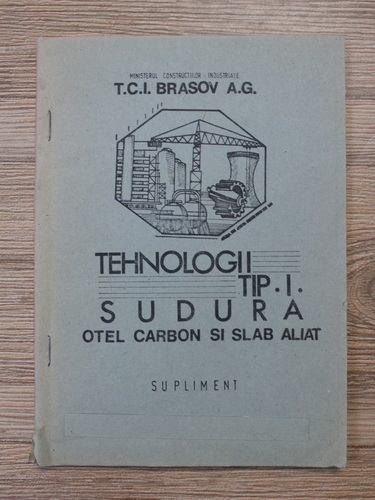 MINISTERUL CONSTRUCTIILOR INDUSTRIALE
T.C.I. BRASOV A.G.
TEHNOLOGII
TIP.I.
SUDURA
OTEL CARBON SI SLAB ALIAT
SUPLIMENT